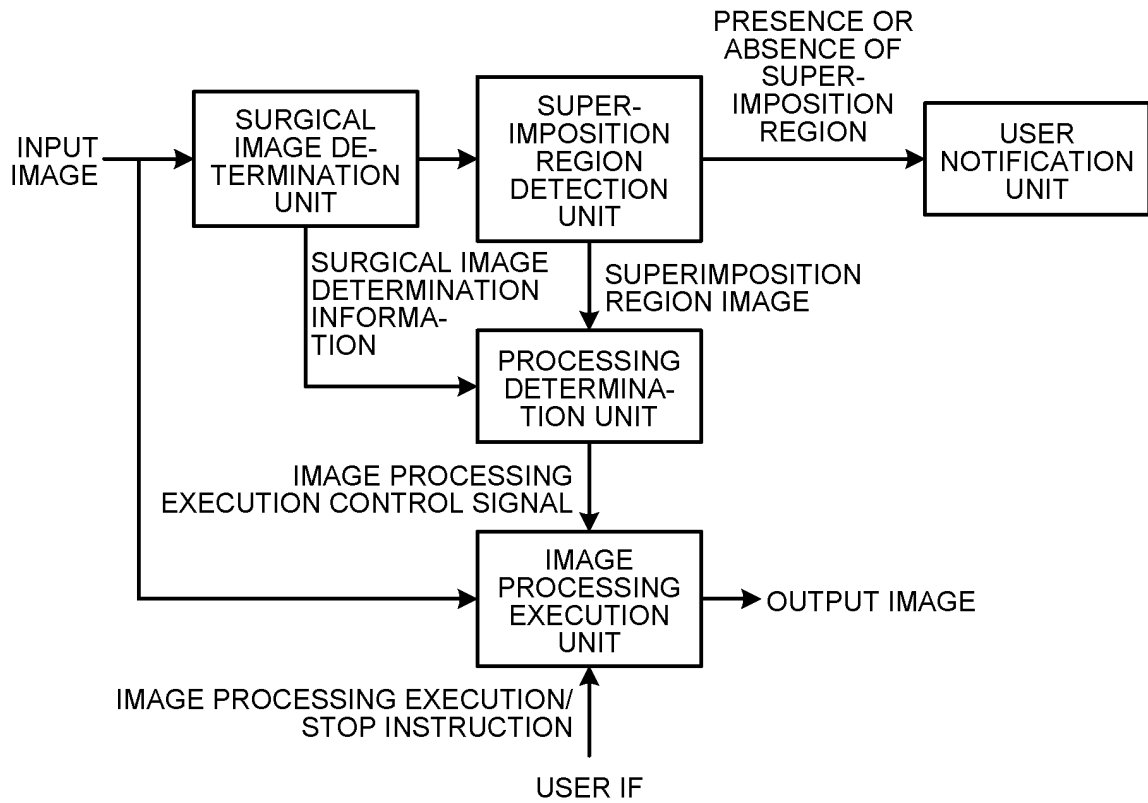 PRESENCE OR
ABSENCE OF
SUPER-
IMPOSITION
REGION
INPUT
IMAGE
SURGICAL
IMAGE DE-
TERMINATION
UNIT
SUPER-
IMPOSITION
REGION
DETECTION
UNIT
USER
NOTIFICATION
UNIT
SURGICAL IMAGE
DETERMINATION
INFORMA-
TION
SUPERIMPOSITION
REGION IMAGE
PROCESSING
DETERMINA-
TION UNIT
IMAGE PROCESSING
EXECUTION CONTROL SIGNAL
IMAGE
PROCESSING
EXECUTION
UNIT
OUTPUT IMAGE
IMAGE PROCESSING EXECUTION/
STOP INSTRUCTION
USER IF